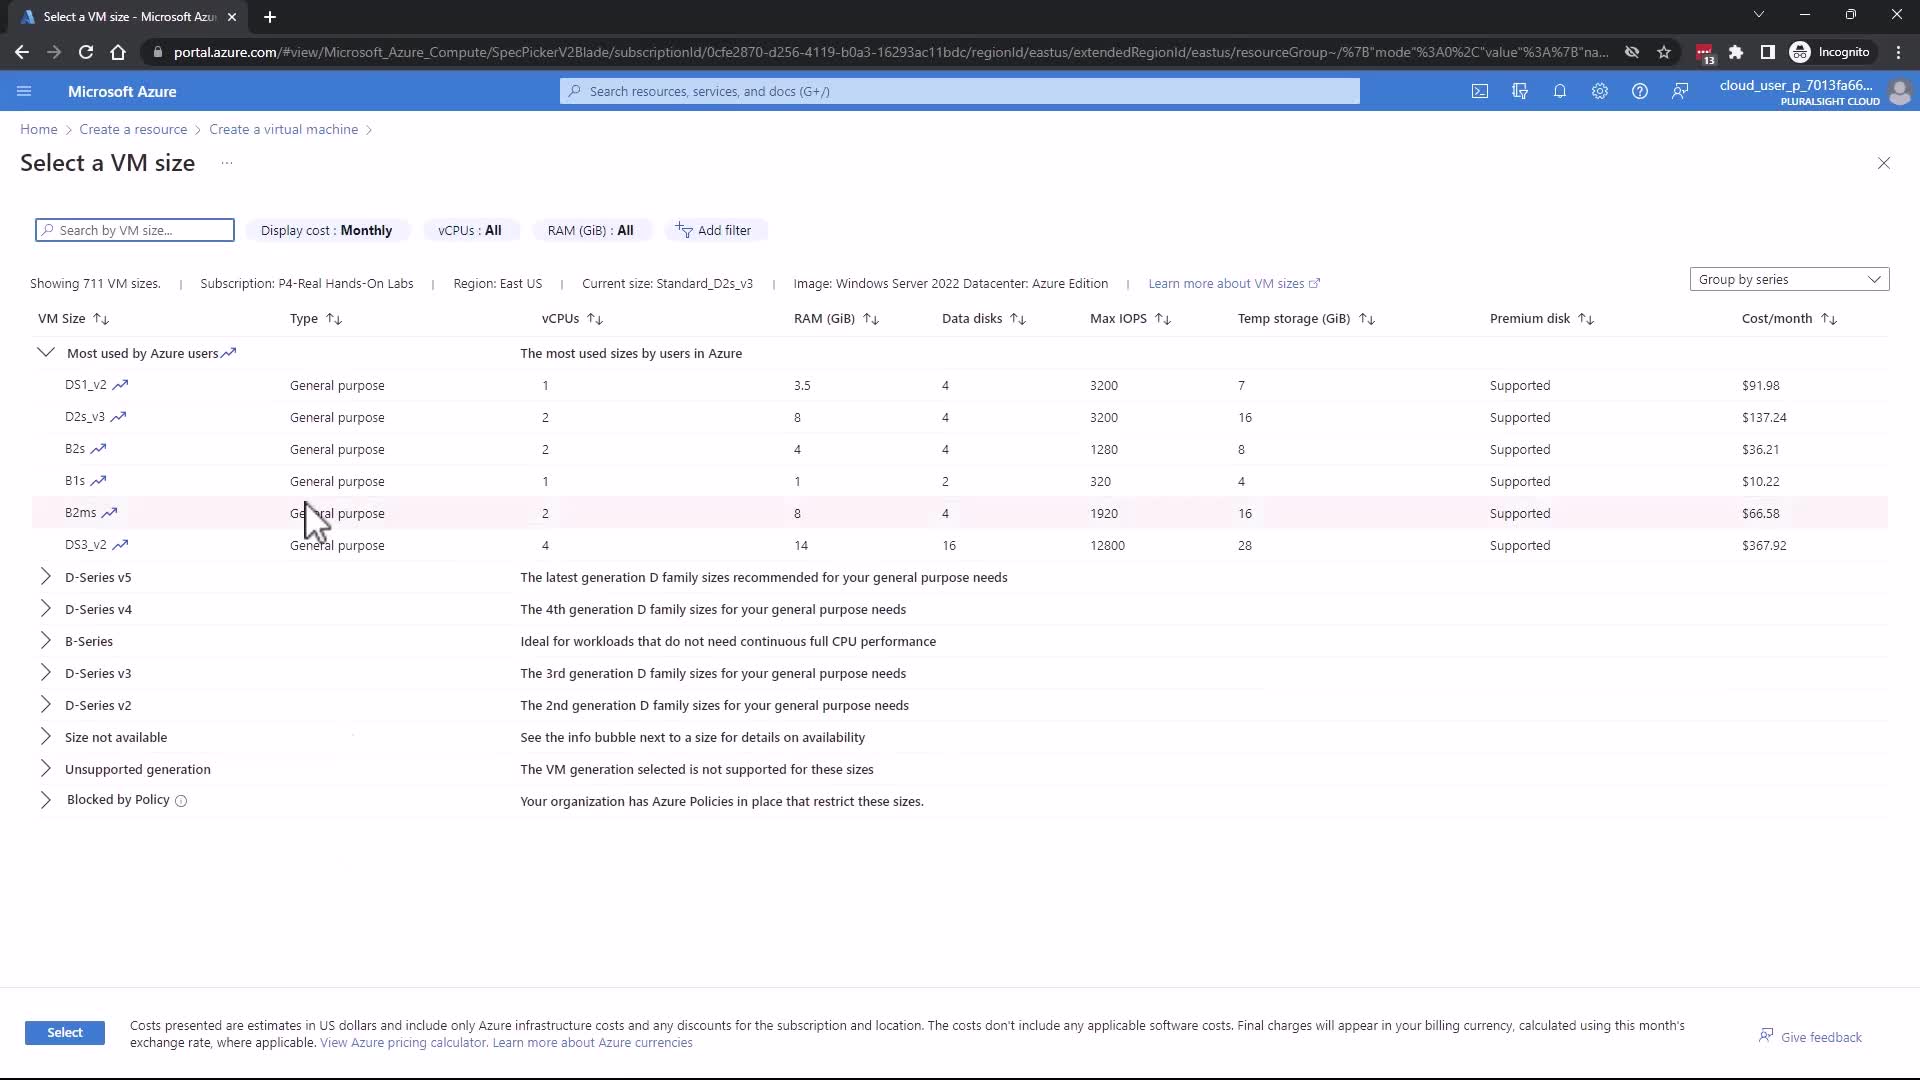 Select a VM size - Microsoft Azu
portal.azure.com/#view/Microsoft_Azure_Compute/SpecPickerV2Blade/subscriptionId/0cfe2870-d256-4119-b0a3-16293ac11bdc/regionId/eastus/extendedRegionId/eastus/resourceGroup~/%7B"mode"%3A0%2C"value"%3A%7B"na...
13
Incognito
Microsoft Azure
Search resources, services, and docs (G+/)
cloud_user_p_7013fa66...
PLURALSIGHT CLOUD
Home > Create a resource > Create a virtual machine >
Select a VM size ...
Search by VM size...
Display cost : Monthly
vCPUs : All
RAM (GiB) : All
Add filter
Showing 711 VM sizes. | Subscription: P4-Real Hands-On Labs | Region: East US | Current size: Standard_D2s_v3 | Image: Windows Server 2022 Datacenter: Azure Edition | Learn more about VM sizes
Group by series
VM Size Type vCPUs RAM (GiB) Data disks Max IOPS Temp storage (GiB) Premium disk Cost/month
Most used by Azure users The most used sizes by users in Azure
DS1_v2 General purpose 1 3.5 4 3200 7 Supported $91.98
D2s_v3 General purpose 2 8 4 3200 16 Supported $137.24
B2s General purpose 2 4 4 1280 8 Supported $36.21
B1s General purpose 1 1 2 320 4 Supported $10.22
B2ms General purpose 2 8 4 1920 16 Supported $66.58
DS3_v2 General purpose 4 14 16 12800 28 Supported $367.92
D-Series v5 The latest generation D family sizes recommended for your general purpose needs
D-Series v4 The 4th generation D family sizes for your general purpose needs
B-Series Ideal for workloads that do not need continuous full CPU performance
D-Series v3 The 3rd generation D family sizes for your general purpose needs
D-Series v2 The 2nd generation D family sizes for your general purpose needs
Size not available See the info bubble next to a size for details on availability
Unsupported generation The VM generation selected is not supported for these sizes
Blocked by Policy Your organization has Azure Policies in place that restrict these sizes.
Select
Costs presented are estimates in US dollars and include only Azure infrastructure costs and any discounts for the subscription and location. The costs don't include any applicable software costs. Final charges will appear in your billing currency, calculated using this month's
exchange rate, where applicable. View Azure pricing calculator. Learn more about Azure currencies
Give feedback